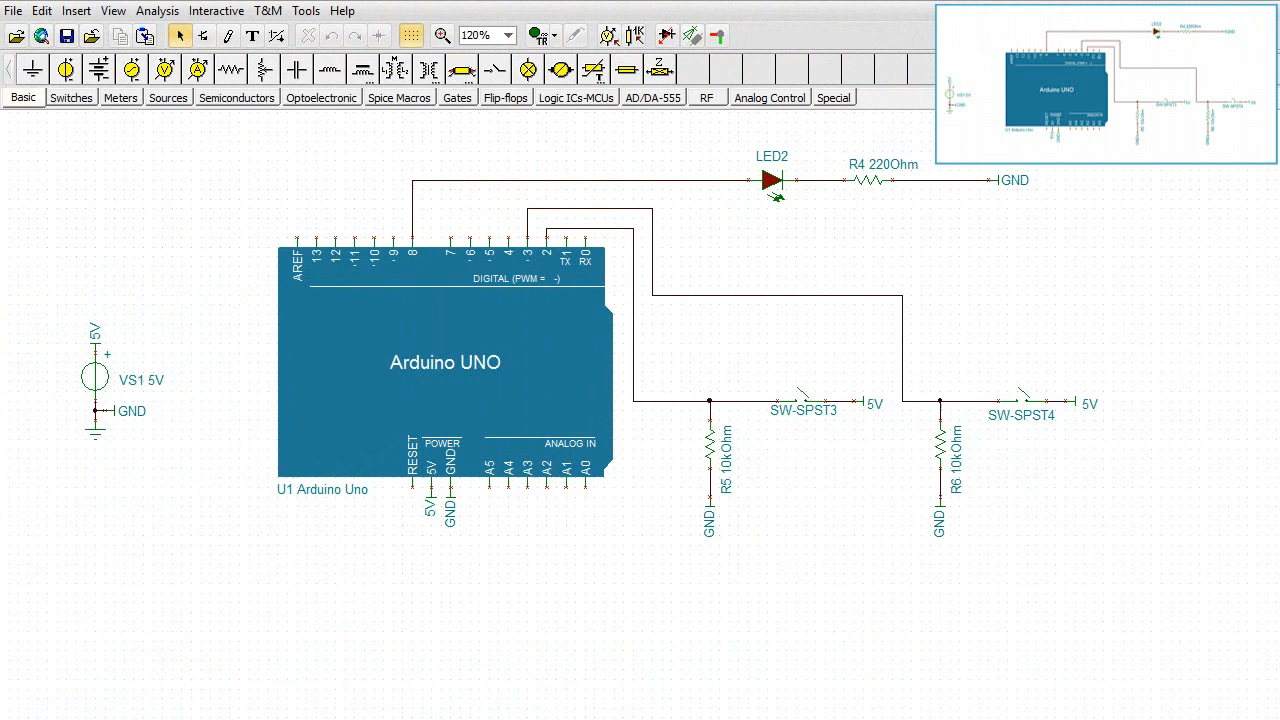 File Edit Insert View Analysis Interactive T&M Tools Help
Basic Switches Meters Semicon Spice Macros Gates Flip-flops Logic ICs-MCUs AD/DA-555 RF Analog Control Special
LED2
R4 220Ohm
GND
AREF 13 12 11 10 9 8 7 6 5 4 3 2 1 0
TX RX
DIGITAL (PWM = -)
Arduino UNO
5V
+
VS1 5V
GND
RESET 5V GND
POWER
ANALOG IN
A5 A4 A3 A2 A1 A0
U1 Arduino Uno
5V GND
SW-SPST3
5V
R5 10kOhm
GND
SW-SPST4
5V
R6 10kOhm
GND
Arduino UNO